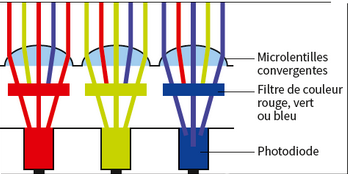 Microlentilles
convergentes
Filtre de couleur
rouge, vert
ou bleu
Photodiode